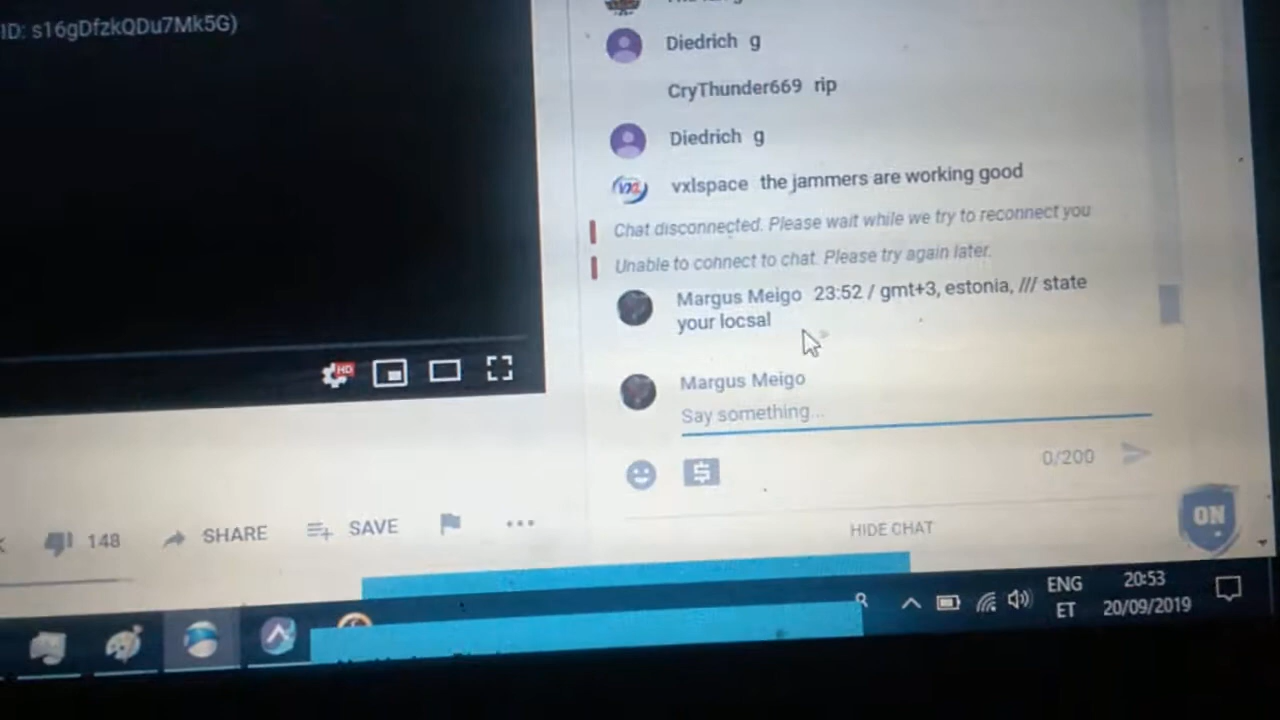 ID: s16gDfzkQDu7Mk5G)
Diedrich g
CryThunder669 rip
Diedrich g
vxlspace the jammers are working good
Chat disconnected. Please wait while we try to reconnect you
Unable to connect to chat. Please try again later.
Margus Meigo 23:52 / gmt+3, estonia, /// state
your locsal
Margus Meigo
Say something...
0/200
HD
148 SHARE SAVE
HIDE CHAT
ON
ENG 20:53
ET 20/09/2019